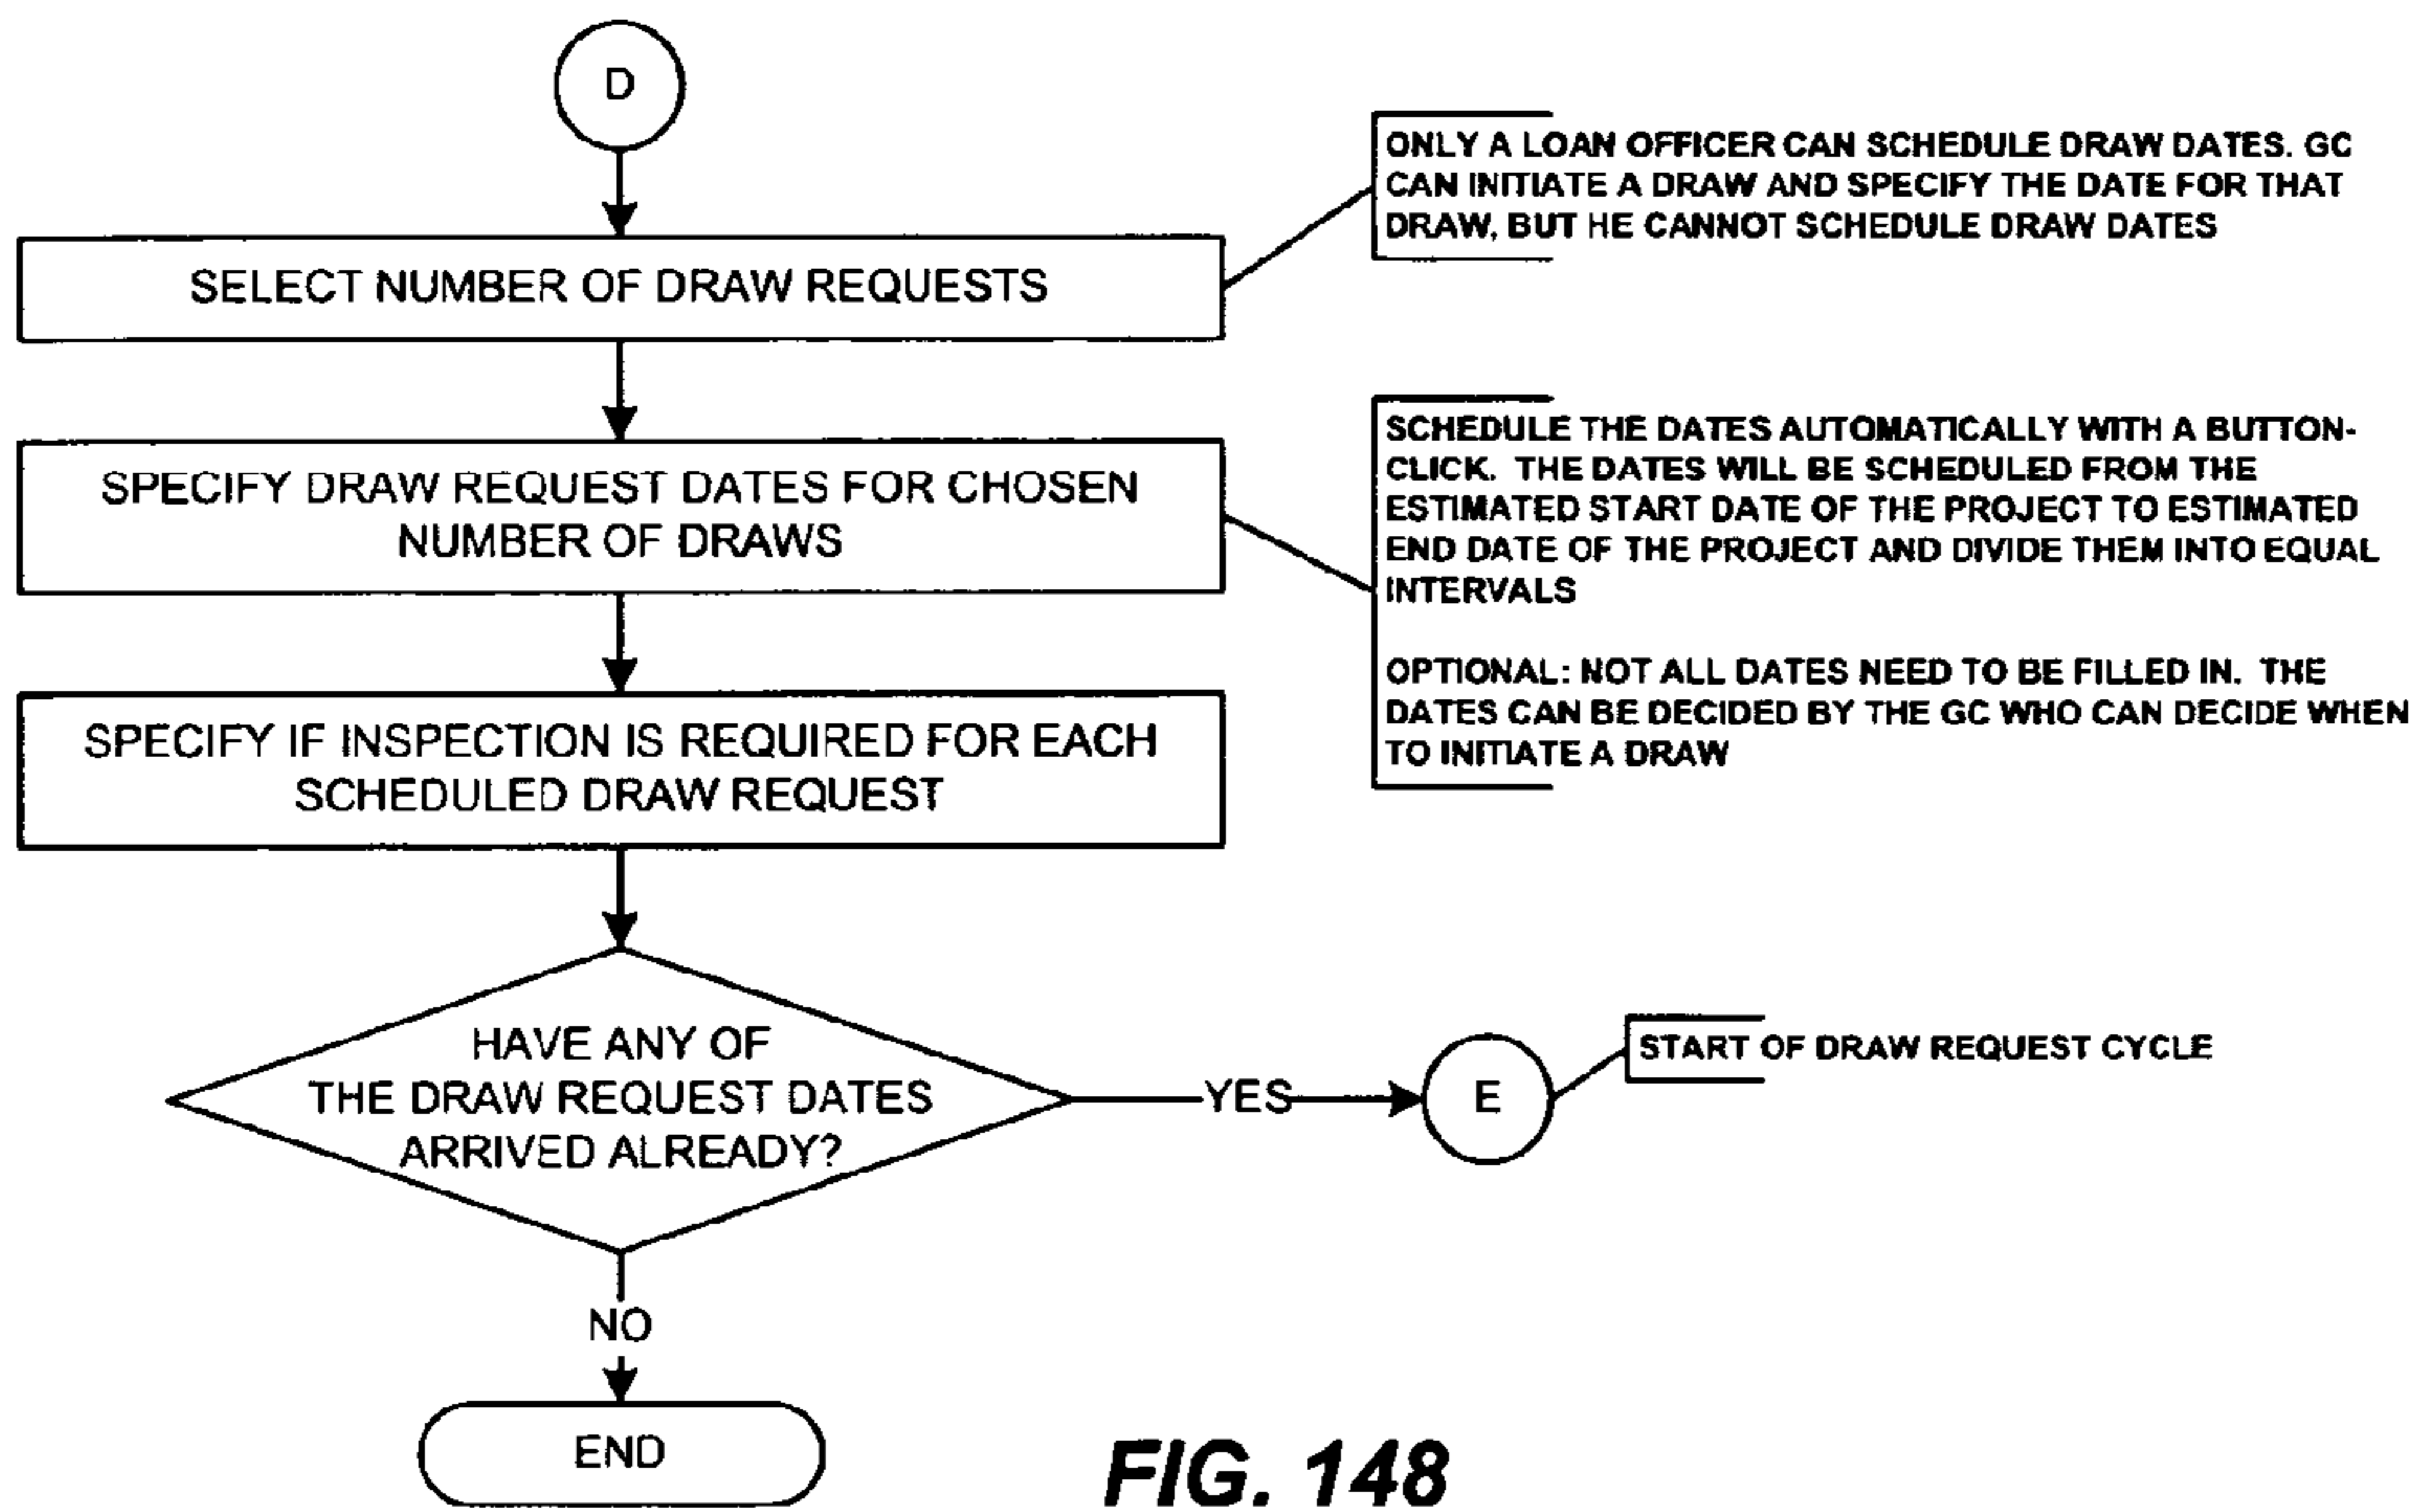 D
ONLY A LOAN OFFICER CAN SCHEDULE DRAW DATES. GC
CAN INITIATE A DRAW AND SPECIFY THE DATE FOR THAT
DRAW, BUT HE CANNOT SCHEDULE DRAW DATES
SELECT NUMBER OF DRAW REQUESTS
SCHEDULE THE DATES AUTOMATICALLY WITH A BUTTON-
CLICK. THE DATES WILL BE SCHEDULED FROM THE
ESTIMATED START DATE OF THE PROJECT TO ESTIMATED
END DATE OF THE PROJECT AND DIVIDE THEM INTO EQUAL
INTERVALS
OPTIONAL: NOT ALL DATES NEED TO BE FILLED IN. THE
DATES CAN BE DECIDED BY THE GC WHO CAN DECIDE WHEN
TO INITIATE A DRAW
SPECIFY DRAW REQUEST DATES FOR CHOSEN
NUMBER OF DRAWS
SPECIFY IF INSPECTION IS REQUIRED FOR EACH
SCHEDULED DRAW REQUEST
HAVE ANY OF
THE DRAW REQUEST DATES
ARRIVED ALREADY?
YES
E
START OF DRAW REQUEST CYCLE
NO
END
FIG. 148